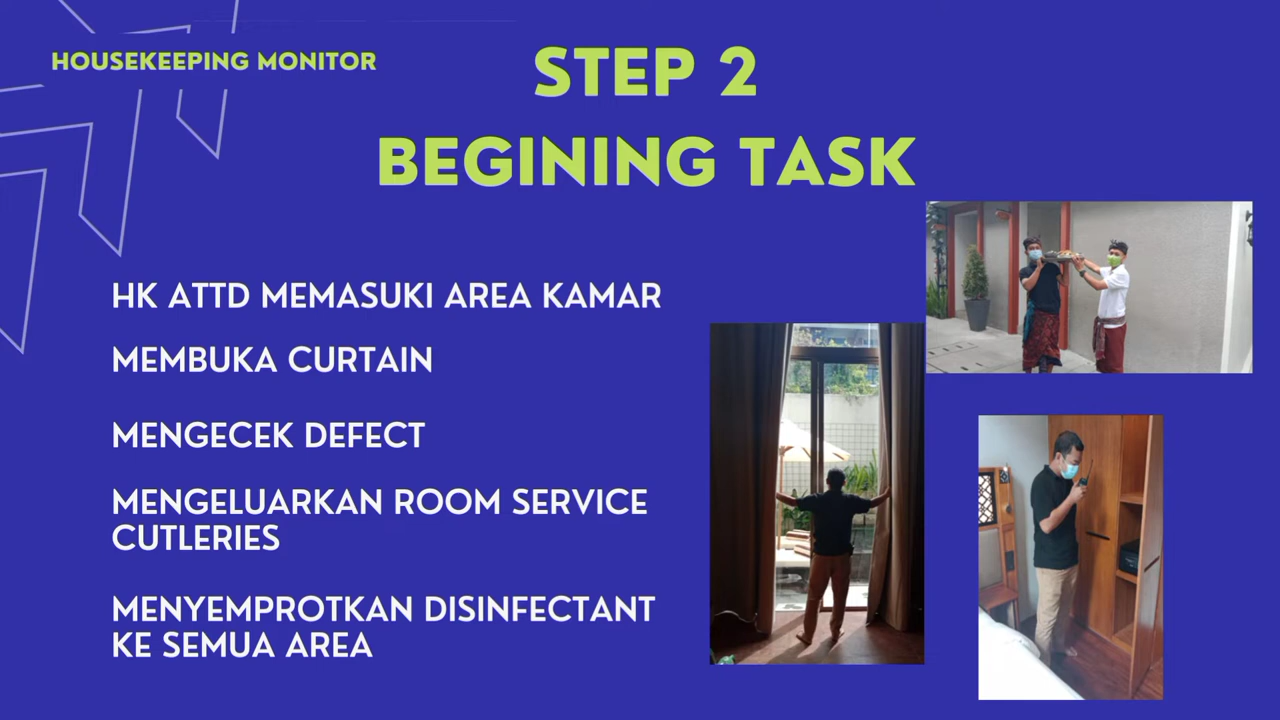 HOUSEKEEPING MONITOR
STEP 2
BEGINING TASK
HK ATTD MEMASUKI AREA KAMAR
MEMBUKA CURTAIN
MENGECEK DEFECT
MENGELUARKAN ROOM SERVICE
CUTLERIES
MENYEMPROTKAN DISINFECTANT
KE SEMUA AREA